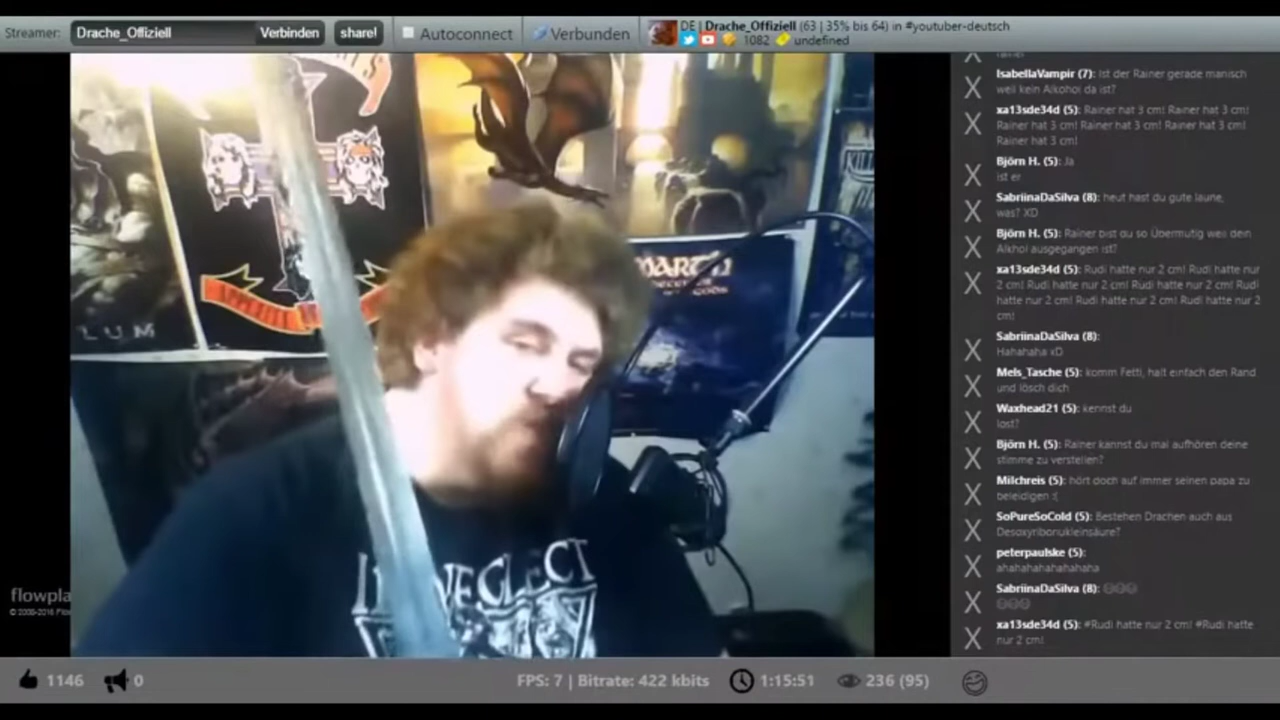 Streamer:
Drache_Offiziell
Verbinden
share!
Autoconnect
Verbunden
DE | Drache_Offiziell (63 | 35% bis 64) in #youtuber-deutsch
1082 undefined
IsabellaVampir (7): Ist der Rainer gerade manisch
weil kein Alkohol da ist?
xa13sde34d (5): Rainer hat 3 cm! Rainer hat 3 cm!
Rainer hat 3 cm! Rainer hat 3 cm! Rainer hat 3 cm!
Rainer hat 3 cm!
Björn H. (5): Ja
ist er
SabriinaDaSilva (8): heut hast du gute laune,
was? XD
Björn H. (5): Rainer bist du so Übermutig weil dein
Alkhol ausgegangen ist?
xa13sde34d (5): Rudi hatte nur 2 cm! Rudi hatte nur
2 cm! Rudi hatte nur 2 cm! Rudi hatte nur 2 cm! Rudi
hatte nur 2 cm! Rudi hatte nur 2 cm! Rudi hatte nur 2
cm!
SabriinaDaSilva (8):
Hahahaha xD
Mels_Tasche (5): komm Fetti, halt einfach den Rand
und lösch dich
Waxhead21 (5): kennst du
lost?
Björn H. (5): Rainer kannst du mal aufhören deine
stimme zu verstellen?
Milchreis (5): hört doch auf immer seinen papa zu
beleidigen :(
SoPureSoCold (5): Bestehen Drachen auch aus
Desoxyribonukleinsäure?
peterpaulske (5):
ahahahahahahahaha
SabriinaDaSilva (8):
xa13sde34d (5): #Rudi hatte nur 2 cm! #Rudi hatte
nur 2 cm!
LUM
MARTIN
NEGLECT
flowpla
1146
0
FPS: 7 | Bitrate: 422 kbits
1:15:51
236 (95)